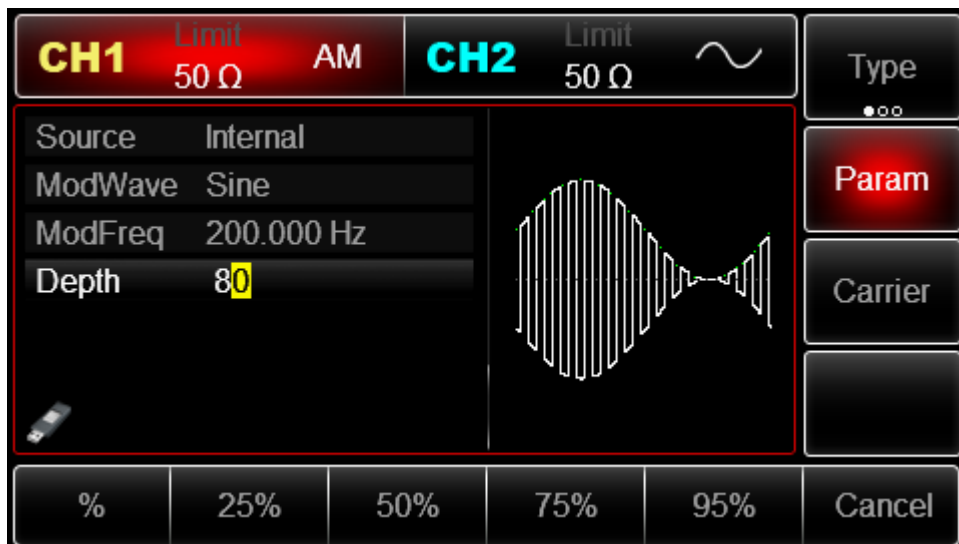 CH1 Limit 50 Ω AM CH2 Limit 50 Ω
Type
Source Internal
ModWave Sine
ModFreq 200.000 Hz
Depth 80
Param
Carrier
% 25% 50% 75% 95% Cancel